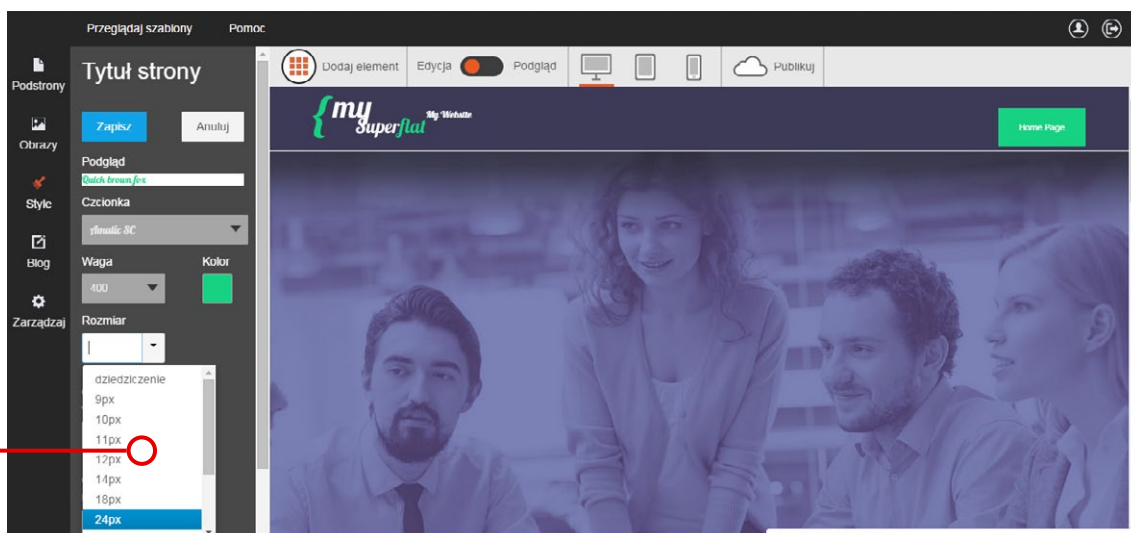 Przeglądaj szablony Pomoc
Podstrony
Obrazy
Style
Blog
Zarządzaj
Tytuł strony
Zapisz Anuluj
Podgląd
Quick brown fox
Czcionka
Amatic SC
Waga Kolor
400
Rozmiar
dziedziczenie
9px
10px
11px
12px
14px
18px
24px
Dodaj element Edycja Podgląd Publikuj
{my Superflat My Website
Home Page